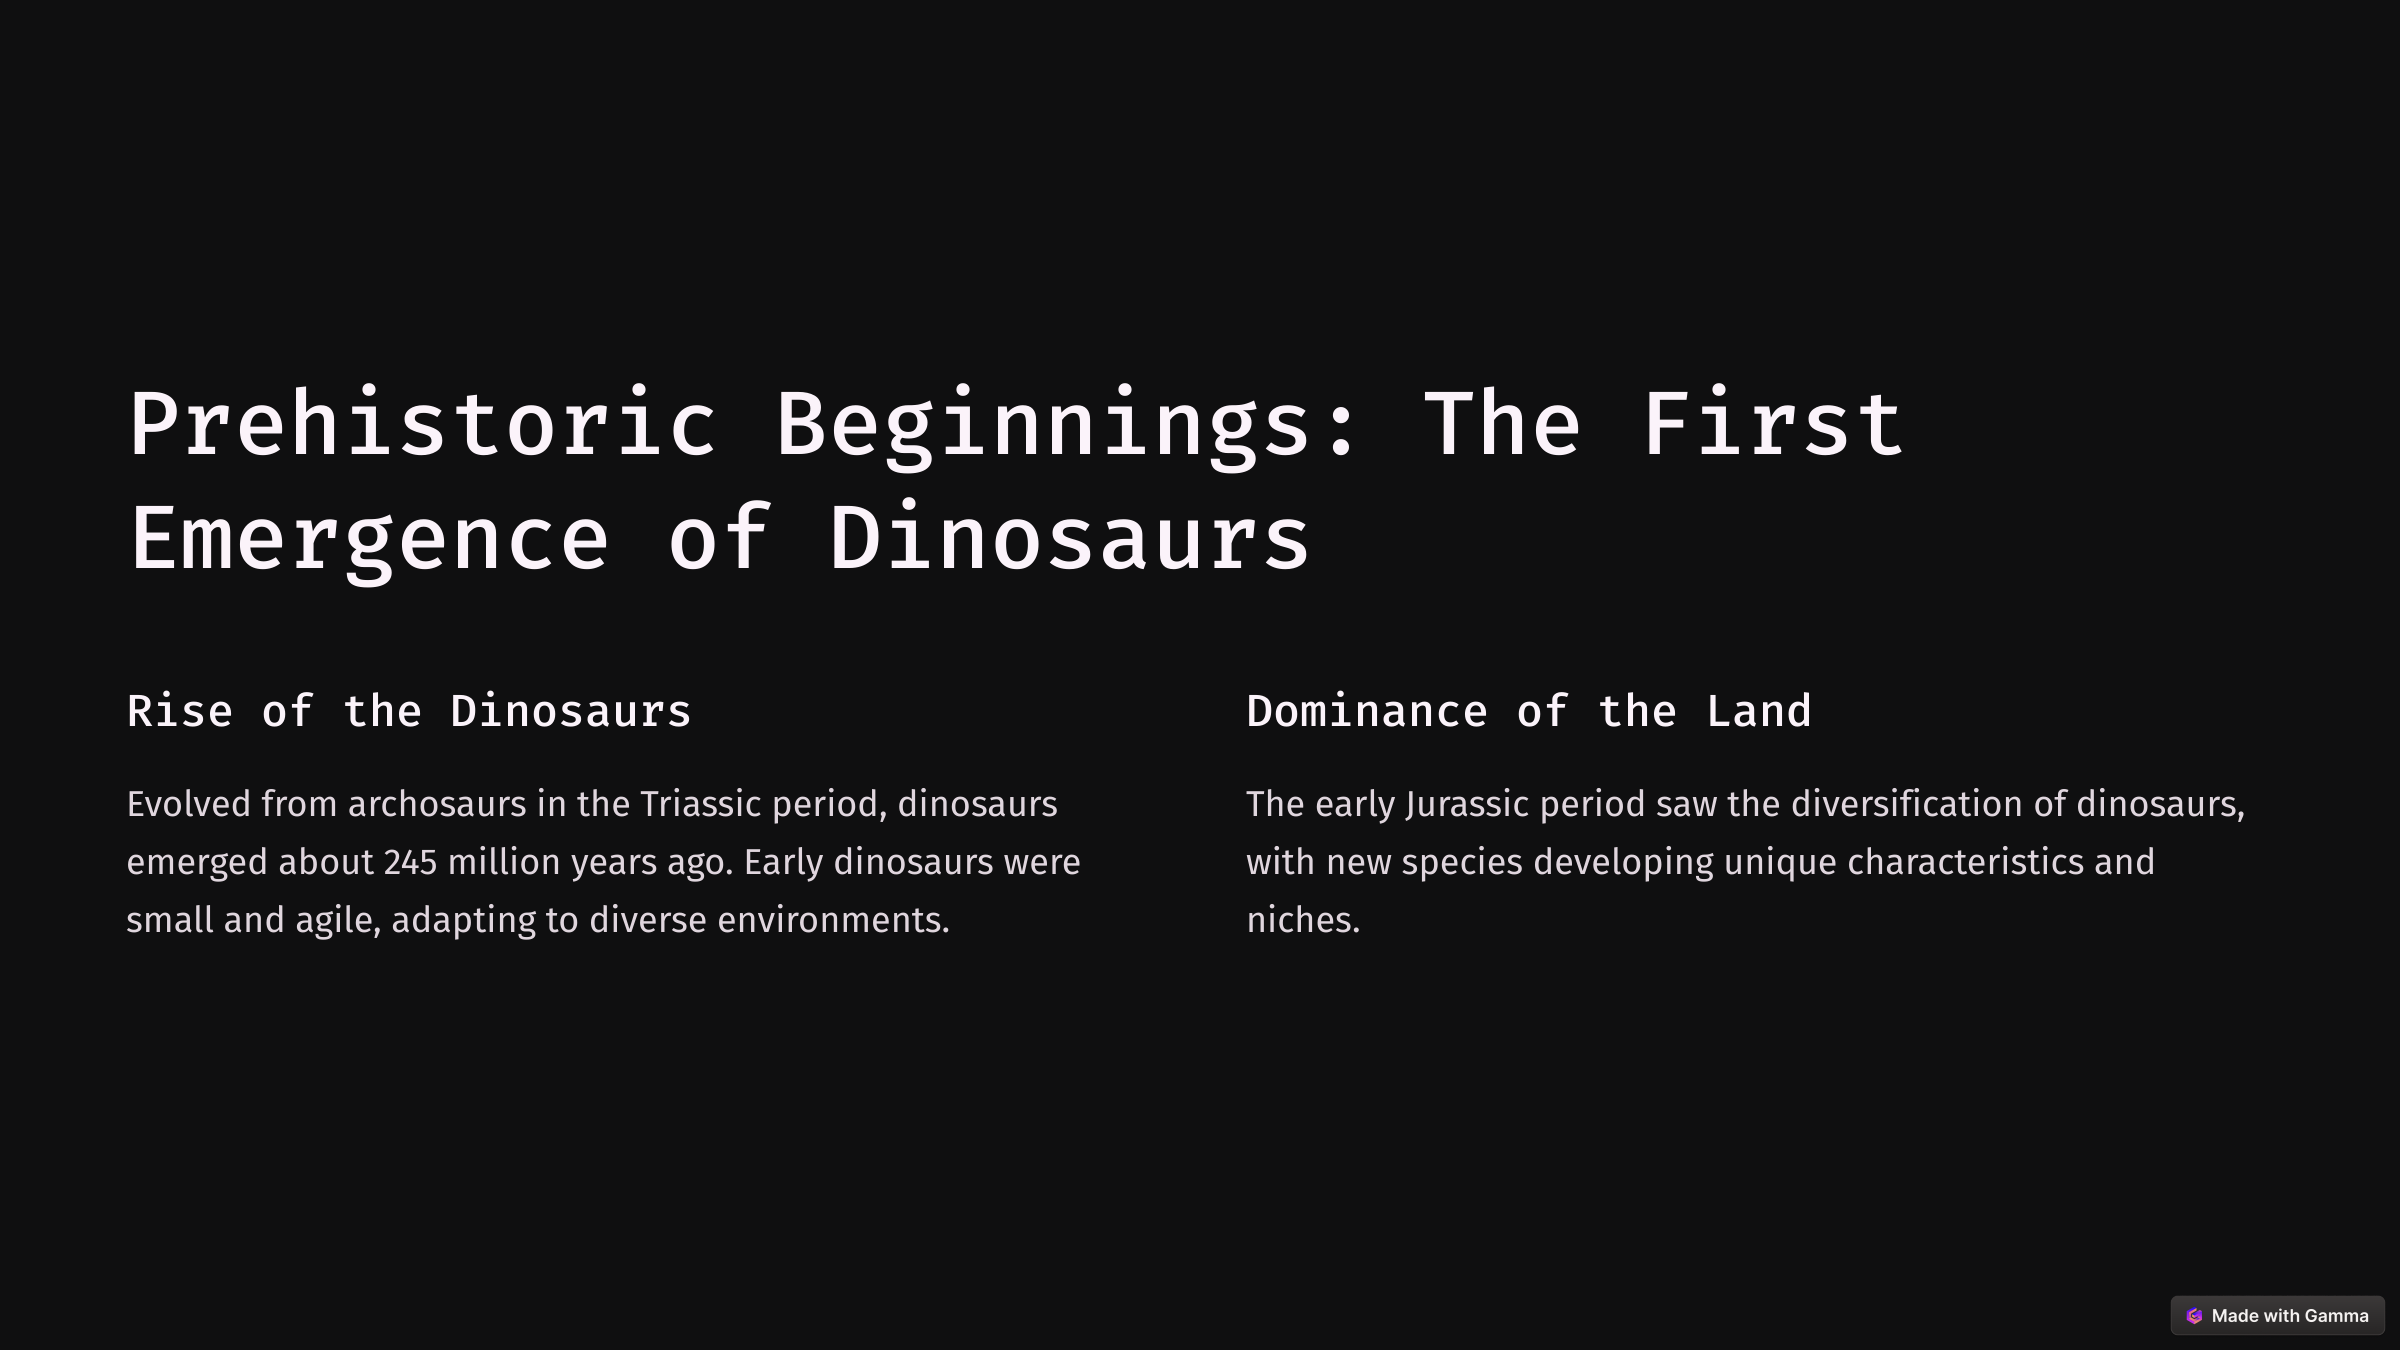 Prehistoric Beginnings: The First
Emergence of Dinosaurs
Rise of the Dinosaurs
Evolved from archosaurs in the Triassic period, dinosaurs
emerged about 245 million years ago. Early dinosaurs were
small and agile, adapting to diverse environments.
Dominance of the Land
The early Jurassic period saw the diversification of dinosaurs,
with new species developing unique characteristics and
niches.
Made with Gamma